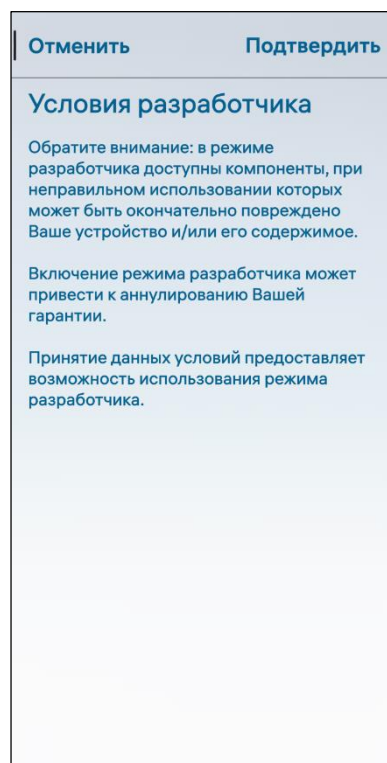 Отменить Подтвердить
Условия разработчика
Обратите внимание: в режиме
разработчика доступны компоненты, при
неправильном использовании которых
может быть окончательно повреждено
Ваше устройство и/или его содержимое.
Включение режима разработчика может
привести к аннулированию Вашей
гарантии.
Принятие данных условий предоставляет
возможность использования режима
разработчика.